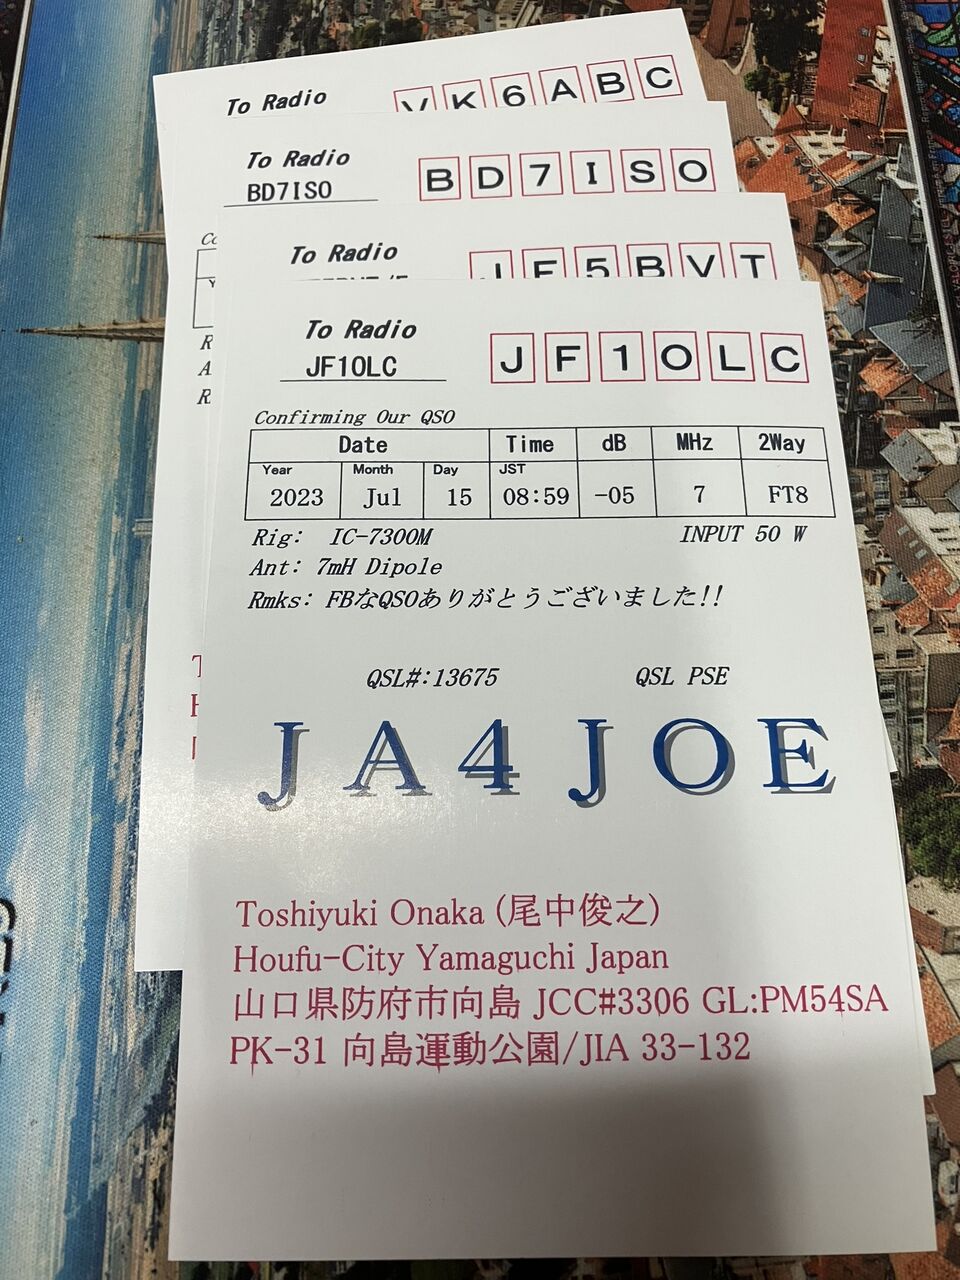 To Radio
V K 6 A B C
To Radio
B D 7 I S O
BD7ISO
To Radio
J F 5 B V T
To Radio
J F 1 O L C
JF1OLC
Confirming Our QSO
Date Time dB MHz 2Way
Year Month Day JST
2023 Jul 15 08:59 -05 7 FT8
Rig: IC-7300M INPUT 50 W
Ant: 7mH Dipole
Rmks: FBなQSOありがとうございました!!
QSL#:13675 QSL PSE
JA4JOE
Toshiyuki Onaka (尾中俊之)
Houfu-City Yamaguchi Japan
山口県防府市向島 JCC#3306 GL:PM54SA
PK-31 向島運動公園/JIA 33-132